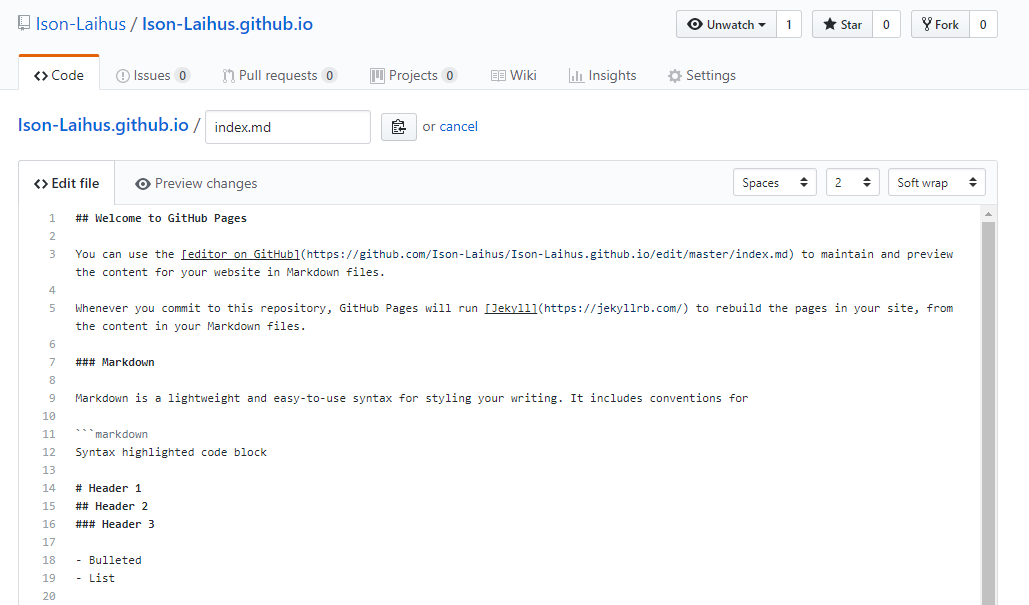 Ison-Laihus / Ison-Laihus.github.io
Unwatch 1 Star 0 Fork 0
Code Issues 0 Pull requests 0 Projects 0 Wiki Insights Settings
Ison-Laihus.github.io / index.md or cancel
Edit file Preview changes Spaces 2 Soft wrap
1 ## Welcome to GitHub Pages
2
3 You can use the [editor on GitHub](https://github.com/Ison-Laihus/Ison-Laihus.github.io/edit/master/index.md) to maintain and preview
the content for your website in Markdown files.
4
5 Whenever you commit to this repository, GitHub Pages will run [Jekyll](https://jekyllrb.com/) to rebuild the pages in your site, from
the content in your Markdown files.
6
7 ### Markdown
8
9 Markdown is a lightweight and easy-to-use syntax for styling your writing. It includes conventions for
10
11 ```markdown
12 Syntax highlighted code block
13
14 # Header 1
15 ## Header 2
16 ### Header 3
17
18 - Bulleted
19 - List
20